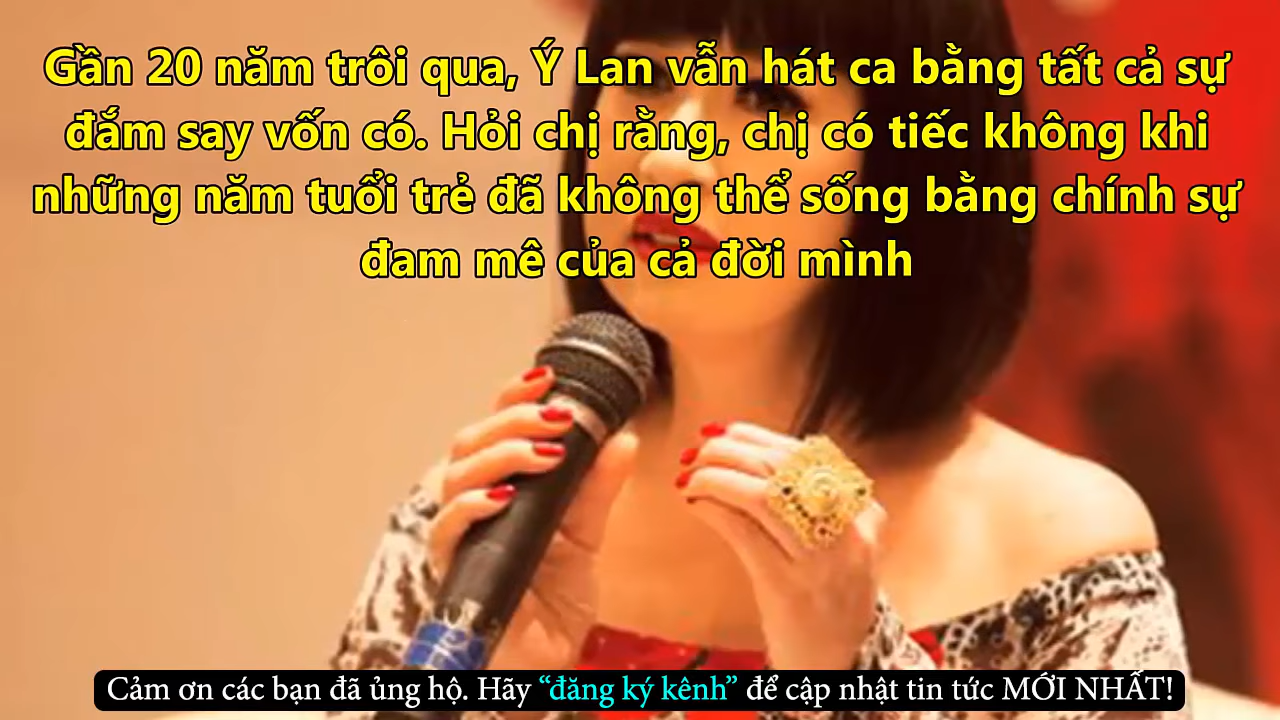 Gần 20 năm trôi qua, Ý Lan vẫn hát ca bằng tất cả sự
đắm say vốn có. Hỏi chị rằng, chị có tiếc không khi
những năm tuổi trẻ đã không thể sống bằng chính sự
đam mê của cả đời mình
Cảm ơn các bạn đã ủng hộ. Hãy “đăng ký kênh” để cập nhật tin tức MỚI NHẤT!